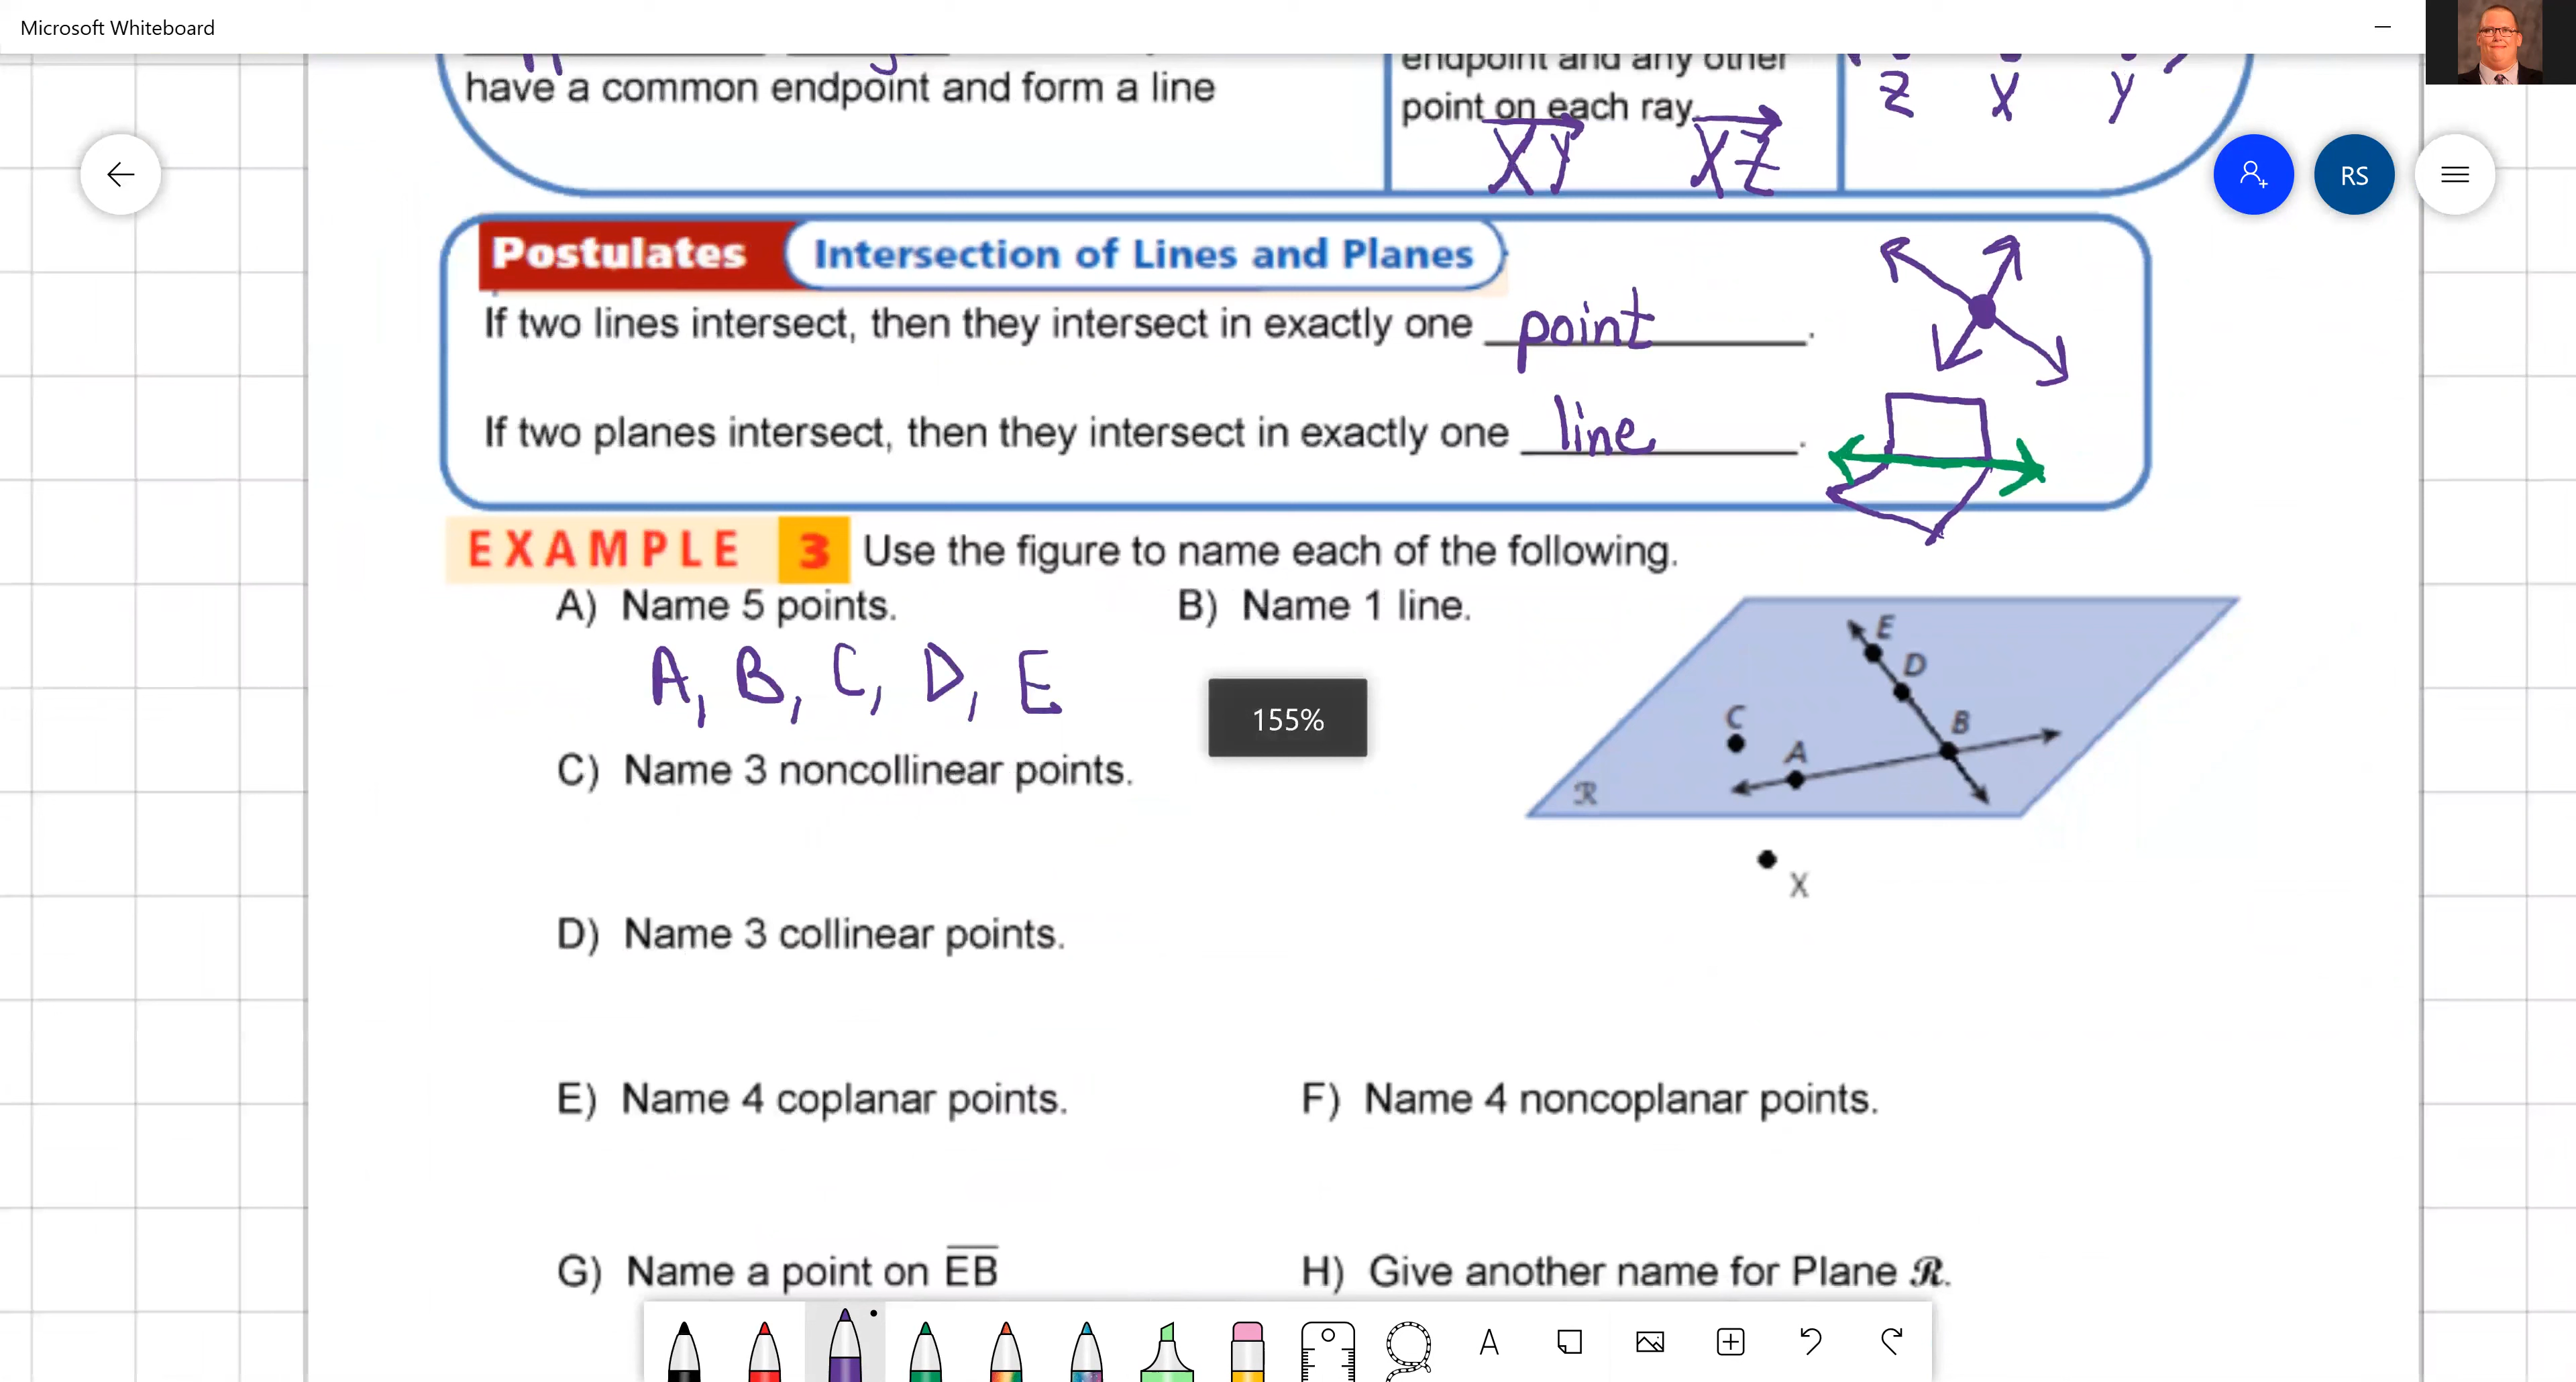 Microsoft Whiteboard
have a common endpoint and form a line
endpoint and any other
point on each ray.
XY XZ
Z X Y
RS
Postulates Intersection of Lines and Planes
If two lines intersect, then they intersect in exactly one point.
If two planes intersect, then they intersect in exactly one line.
EXAMPLE 3 Use the figure to name each of the following.
A) Name 5 points.
B) Name 1 line.
A, B, C, D, E
155%
E
D
C
B
A
R
X
C) Name 3 noncollinear points.
D) Name 3 collinear points.
E) Name 4 coplanar points.
F) Name 4 noncoplanar points.
G) Name a point on EB
H) Give another name for Plane R.